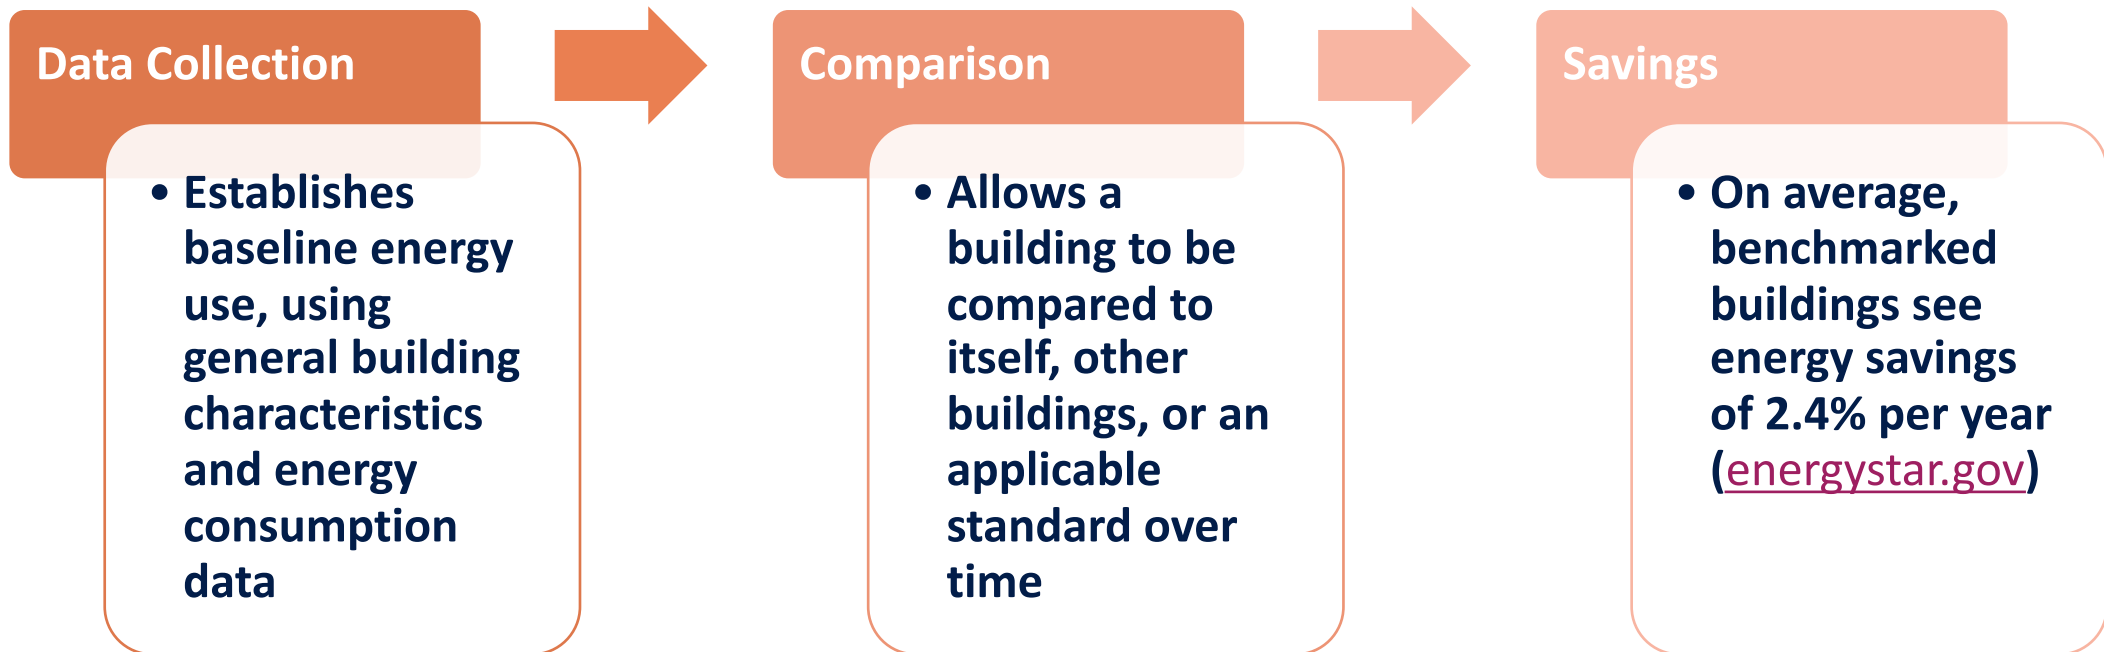 Data Collection
• Establishes
baseline energy
use, using
general building
characteristics
and energy
consumption
data
Comparison
• Allows a
building to be
compared to
itself, other
buildings, or an
applicable
standard over
time
Savings
• On average,
benchmarked
buildings see
energy savings
of 2.4% per year
(energystar.gov)